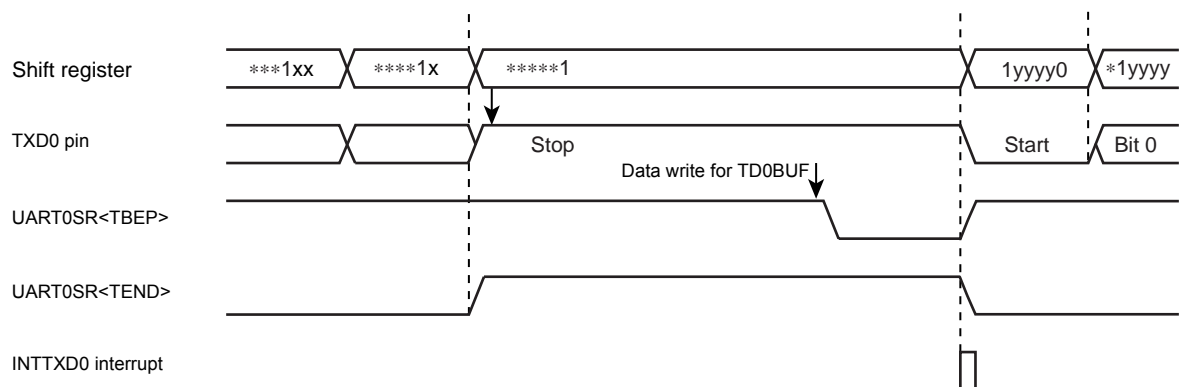 Shift register ***1xx ****1x *****1 1yyyy0 *1yyyy
TXD0 pin Stop Start Bit 0
Data write for TD0BUF
UART0SR<TBEP>
UART0SR<TEND>
INTTXD0 interrupt